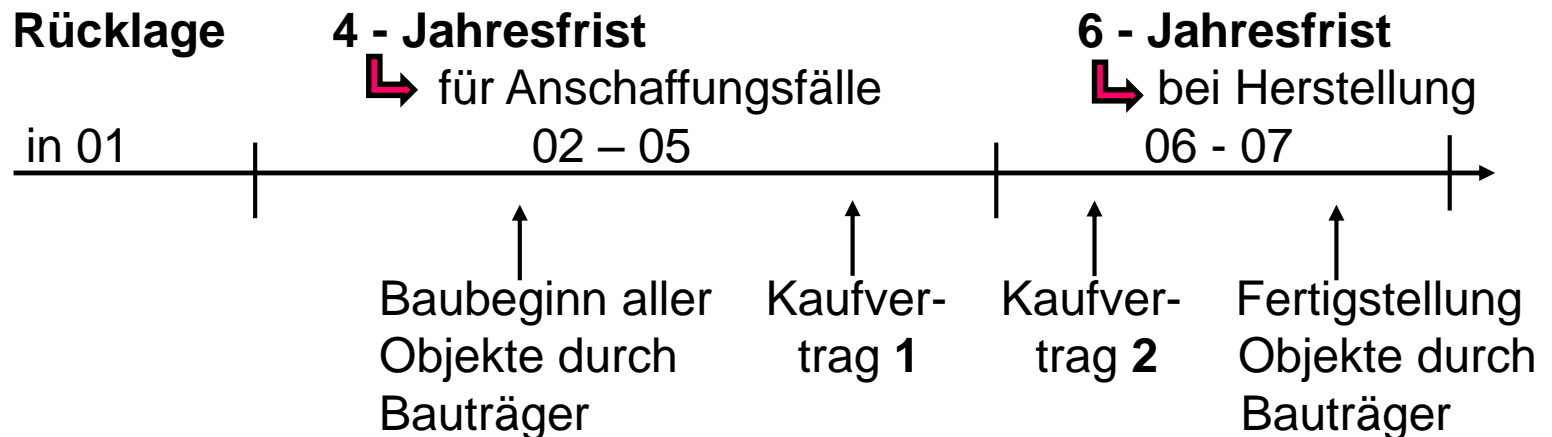 Rücklage 4 - Jahresfrist 6 - Jahresfrist
für Anschaffungsfälle bei Herstellung
in 01 02 – 05 06 - 07
Baubeginn aller Kaufver- Kaufver- Fertigstellung
Objekte durch trag 1 trag 2 Objekte durch
Bauträger Bauträger